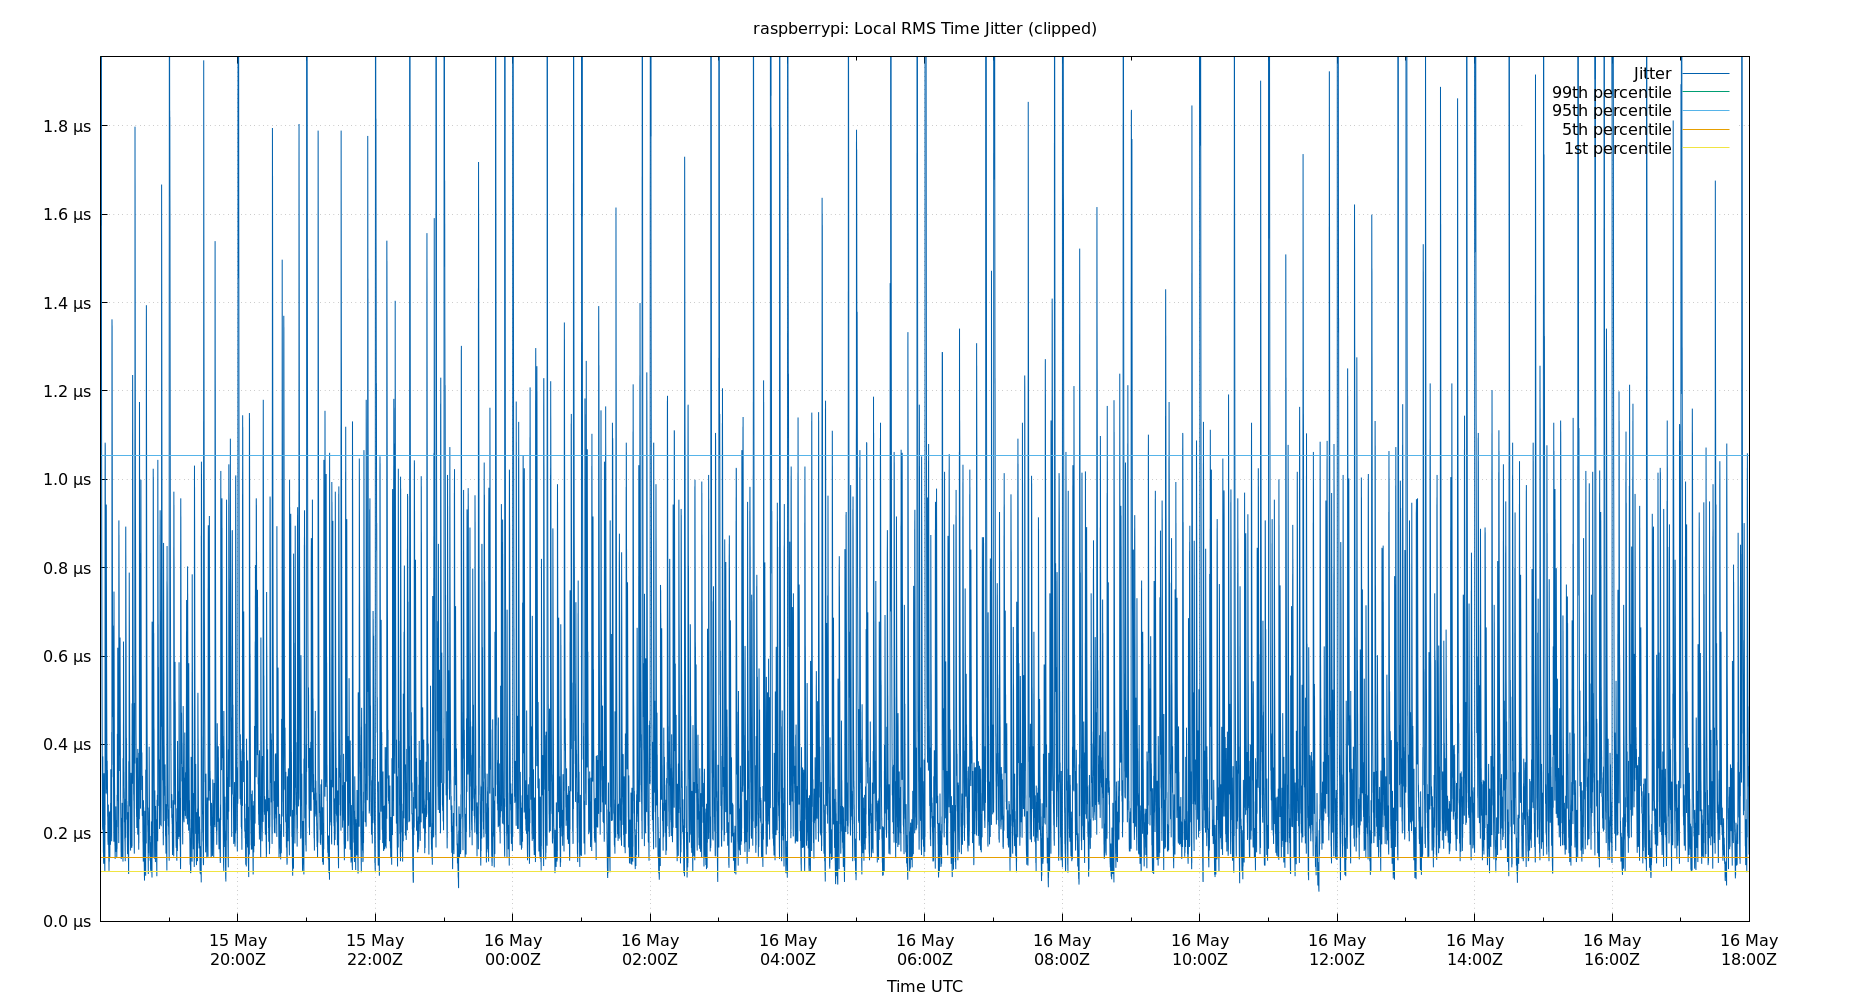 raspberrypi: Local RMS Time Jitter (clipped)
Jitter
99th percentile
95th percentile
5th percentile
1st percentile
1.8 µs
1.6 µs
1.4 µs
1.2 µs
1.0 µs
0.8 µs
0.6 µs
0.4 µs
0.2 µs
0.0 µs
15 May 15 May 16 May 16 May 16 May 16 May 16 May 16 May 16 May 16 May 16 May 16 May
20:00Z 22:00Z 00:00Z 02:00Z 04:00Z 06:00Z 08:00Z 10:00Z 12:00Z 14:00Z 16:00Z 18:00Z
Time UTC